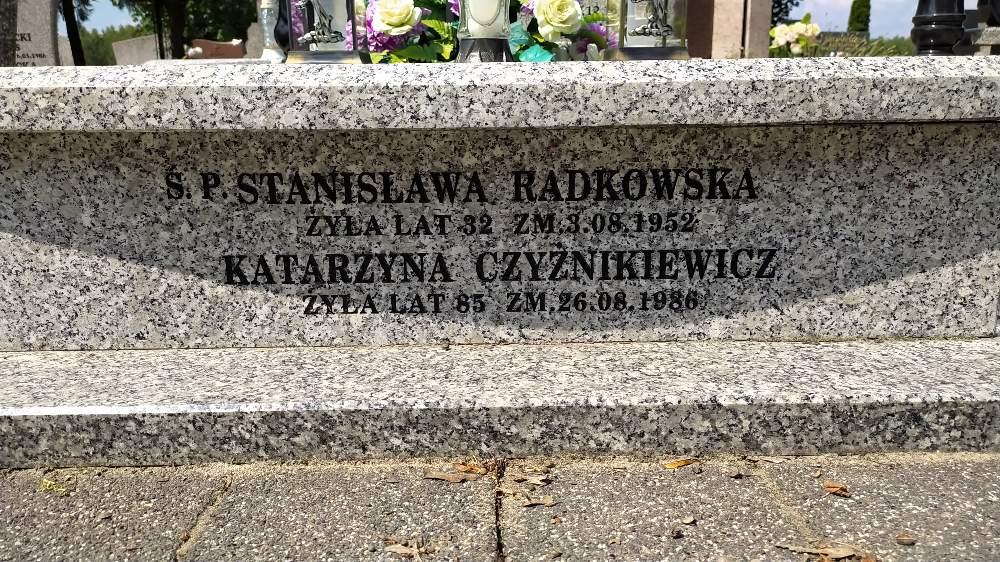 Ś. P. STANISŁAWA RADKOWSKA
ŻYŁA LAT 32 ZM.3.08.1952
KATARZYNA CZYŻNIKIEWICZ
ŻYŁA LAT 85 ZM.26.08.1986